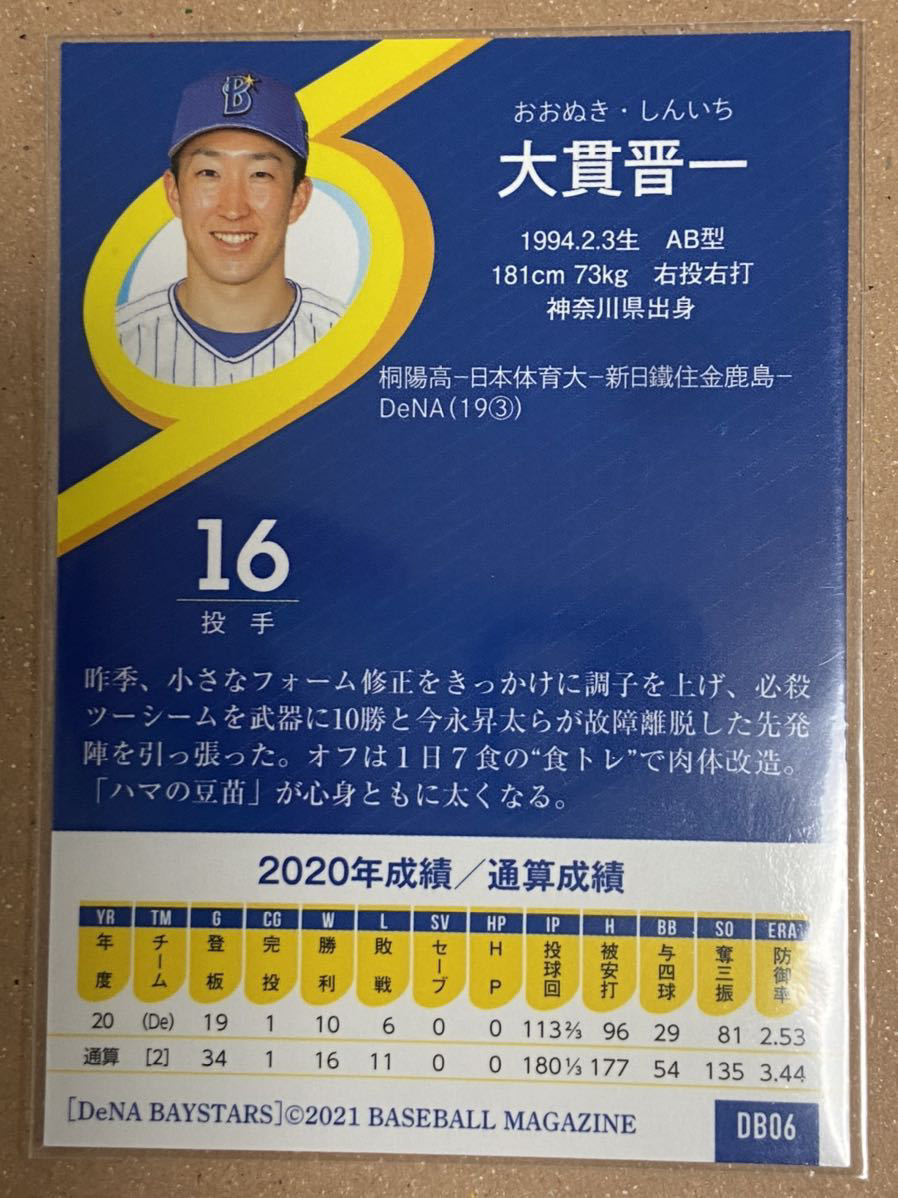 B
おおぬき・しんいち
大貫晋一
1994.2.3生　AB型
181cm 73kg　右投右打
神奈川県出身
桐陽高−日本体育大−新日鐵住金鹿島−
DeNA(19③)
16
投手
昨季、小さなフォーム修正をきっかけに調子を上げ、必殺
ツーシームを武器に10勝と今永昇太らが故障離脱した先発
陣を引っ張った。オフは1日7食の“食トレ”で肉体改造。
「ハマの豆苗」が心身ともに太くなる。
2020年成績／通算成績
YR TM G CG W L SV HP IP H BB SO ERA
年度 チーム 登板 完投 勝利 敗戦 セーブ HP 投球回 被安打 与四球 奪三振 防御率
20 (De) 19 1 10 6 0 0 113⅔ 96 29 81 2.53
通算 [2] 34 1 16 11 0 0 180⅓ 177 54 135 3.44
[DeNA BAYSTARS]©2021 BASEBALL MAGAZINE
DB06